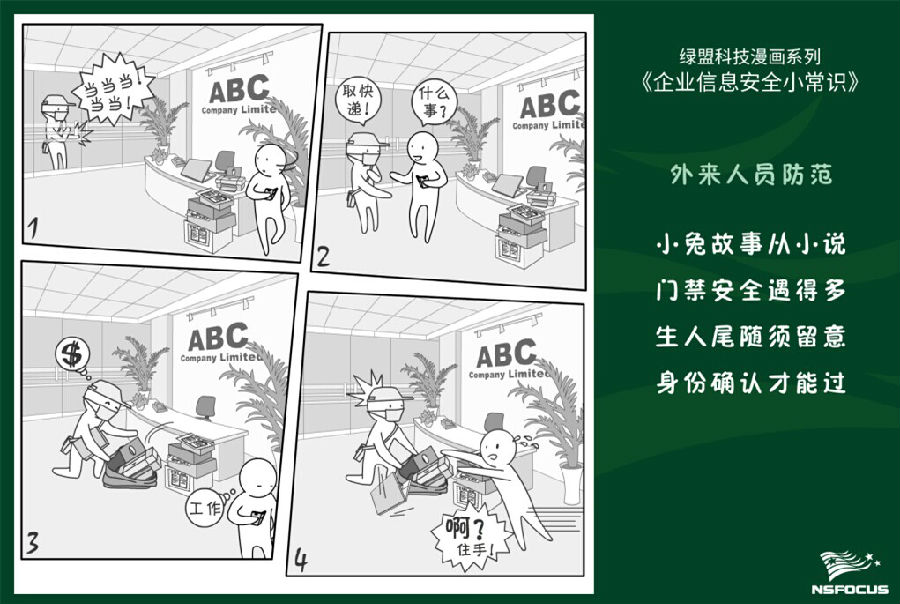 当当当!
当当!
ABC
Company Limite
1
取快
递!
什么
事?
ABC
Company Limite
2
$
ABC
Company Limited
工作
3
ABC
Company Limited
啊?
住手!
4
绿盟科技漫画系列
《企业信息安全小常识》
外来人员防范
小兔故事从小说
门禁安全遇得多
生人尾随须留意
身份确认才能过
NSFOCUS